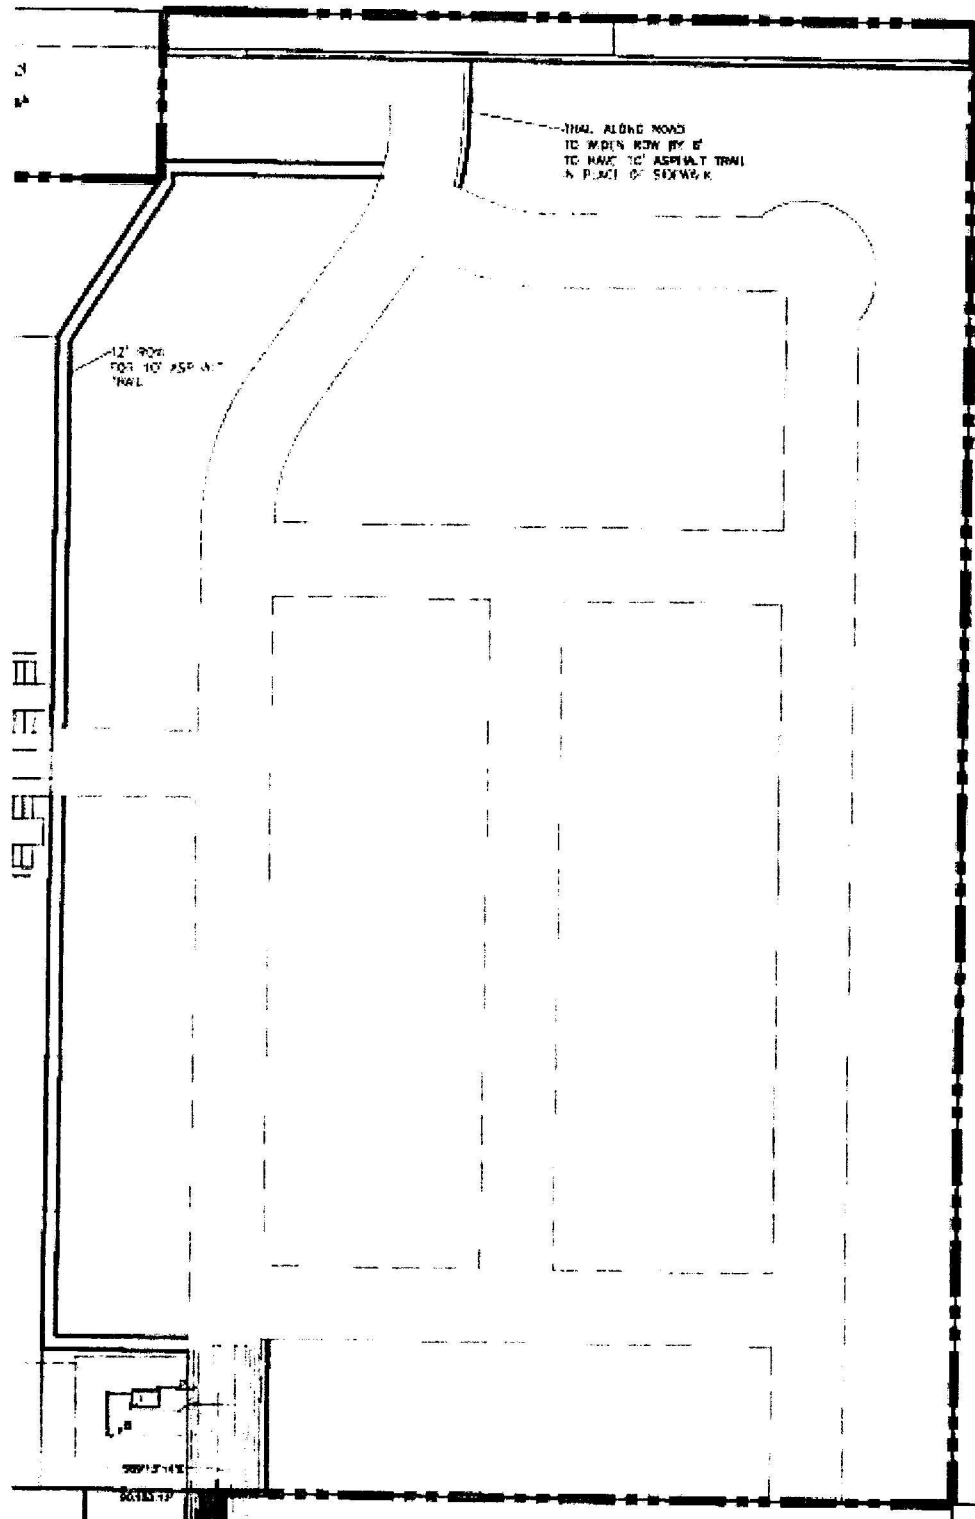 TRAIL ALONG ROAD
TO WIDEN ROW BY 6'
TO HAVE 10' ASPHALT TRAIL
IN PLACE OF SIDEWALK
12' ROW
FOR 10' ASPHALT
TRAIL